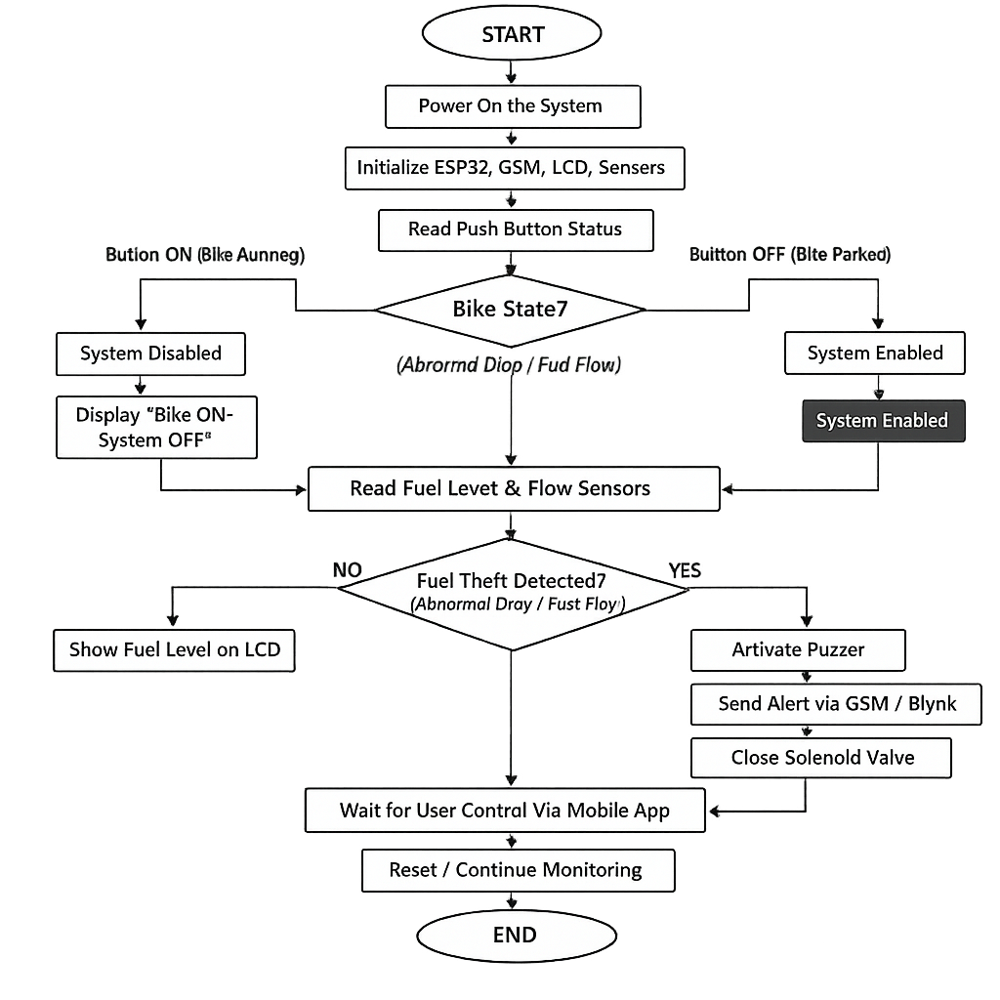 START
Power On the System
Initialize ESP32, GSM, LCD, Sensers
Read Push Button Status
Bution ON (Blke Aunneg)
Buitton OFF (Blte Parked)
Bike State7
System Disabled
System Enabled
(Abrormd Diop / Fud Flow)
Display "Bike ON-
System OFF"
System Enabled
Read Fuel Levet & Flow Sensors
NO
YES
Fuel Theft Detected7
(Abnormal Dray / Fust Floy)
Show Fuel Level on LCD
Artivate Puzzer
Send Alert via GSM / Blynk
Close Solenold Valve
Wait for User Control Via Mobile App
Reset / Continue Monitoring
END